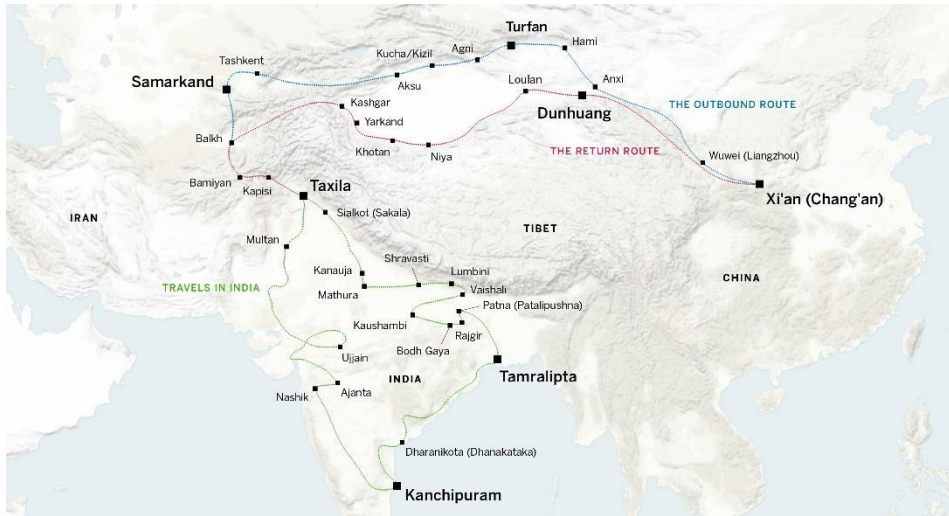 Turfan
Hami
Kucha/Kizil
Agni
Tashkent
Samarkand
Aksu
Loulan
Anxi
Kashgar
THE OUTBOUND ROUTE
Dunhuang
Yarkand
Balkh
THE RETURN ROUTE
Khotan
Niya
Wuwei (Liangzhou)
Bamiyan
Kapisi
Taxila
Xi'an (Chang'an)
IRAN
Sialkot (Sakala)
TIBET
Multan
Shravasti
Kanauja
Lumbini
CHINA
TRAVELS IN INDIA
Mathura
Vaishali
Patna (Patalipushna)
Kaushambi
Rajgir
Bodh Gaya
Ujjain
INDIA
Tamralipta
Nashik
Ajanta
Dharanikota (Dhanakataka)
Kanchipuram